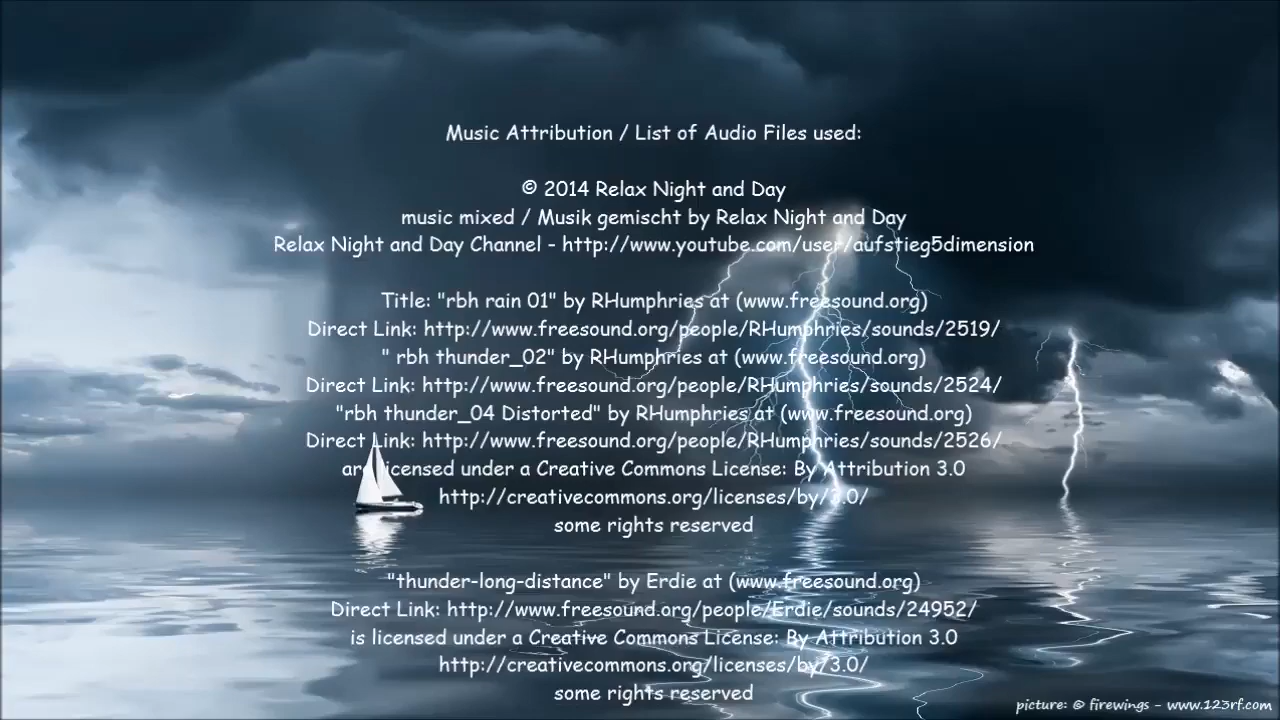 Music Attribution / List of Audio Files used:
© 2014 Relax Night and Day
music mixed / Musik gemischt by Relax Night and Day
Relax Night and Day Channel - http://www.youtube.com/user/aufstieg5dimension
Title: "rbh rain 01" by RHumphries at (www.freesound.org)
Direct Link: http://www.freesound.org/people/RHumphries/sounds/2519/
" rbh thunder_02" by RHumphries at (www.freesound.org)
Direct Link: http://www.freesound.org/people/RHumphries/sounds/2524/
"rbh thunder_04 Distorted" by RHumphries at (www.freesound.org)
Direct Link: http://www.freesound.org/people/RHumphries/sounds/2526/
are licensed under a Creative Commons License: By Attribution 3.0
http://creativecommons.org/licenses/by/3.0/
some rights reserved
"thunder-long-distance" by Erdie at (www.freesound.org)
Direct Link: http://www.freesound.org/people/Erdie/sounds/24952/
is licensed under a Creative Commons License: By Attribution 3.0
http://creativecommons.org/licenses/by/3.0/
some rights reserved
picture: © firewings - www.123rf.com